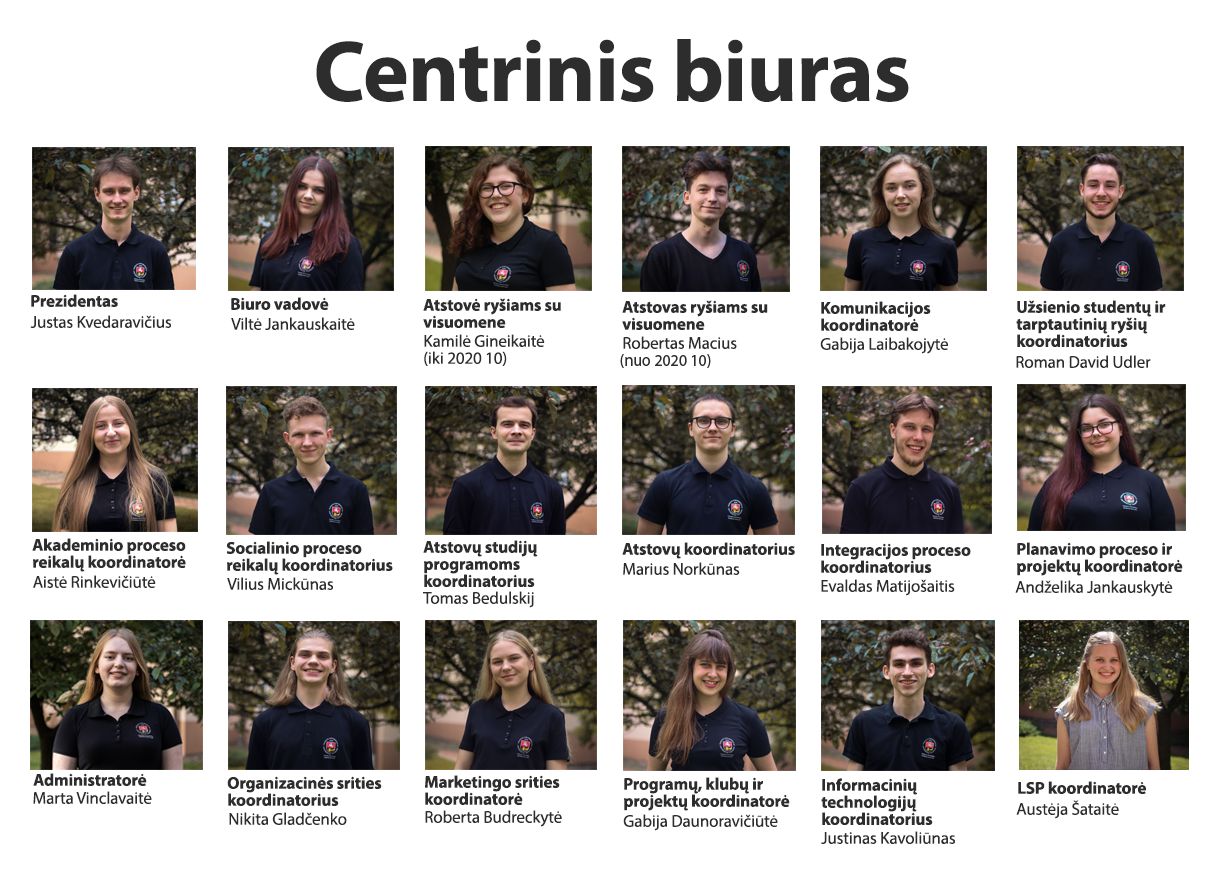 Centrinis biuras
Prezidentas
Justas Kvedaravičius
Biuro vadovė
Viltė Jankauskaitė
Atstovė ryšiams su
visuomene
Kamilė Gineikaitė
(iki 2020 10)
Atstovas ryšiams su
visuomene
Robertas Macius
(nuo 2020 10)
Komunikacijos
koordinatorė
Gabija Laibakojytė
Užsienio studentų ir
tarptautinių ryšių
koordinatorius
Roman David Udler
Akademinio proceso
reikalų koordinatorė
Aistė Rinkevičiūtė
Socialinio proceso
reikalų koordinatorius
Vilius Mickūnas
Atstovų studijų
programoms
koordinatorius
Tomas Bedulskij
Atstovų koordinatorius
Marius Norkūnas
Integracijos proceso
koordinatorius
Evaldas Matijošaitis
Planavimo proceso ir
projektų koordinatorė
Andželika Jankauskytė
Administratorė
Marta Vinclavaitė
Organizacinės srities
koordinatorius
Nikita Gladčenko
Marketingo srities
koordinatorė
Roberta Budreckytė
Programų, klubų ir
projektų koordinatorė
Gabija Daunoravičiūtė
Informacinių
technologijų
koordinatorius
Justinas Kavoliūnas
LSP koordinatorė
Austėja Šataitė